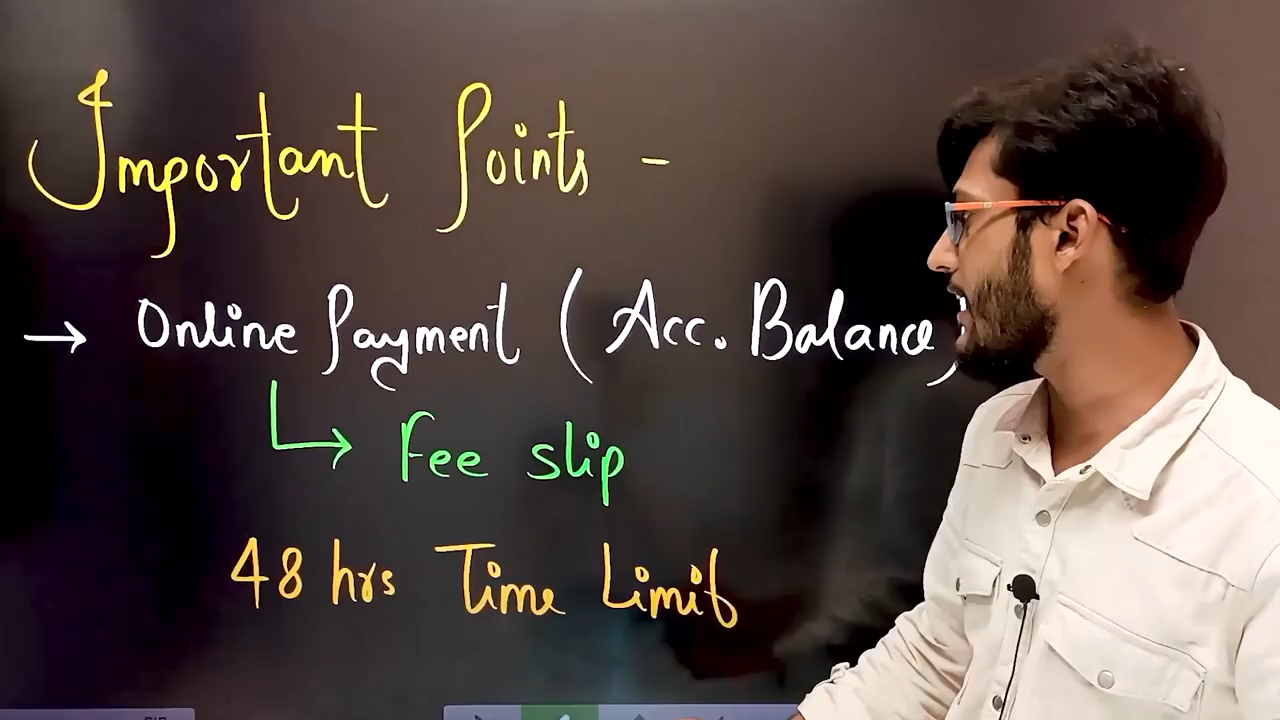 Important Points -
→ Online Payment (Acc. Balance)
↳ Fee slip
48 hrs Time Limit